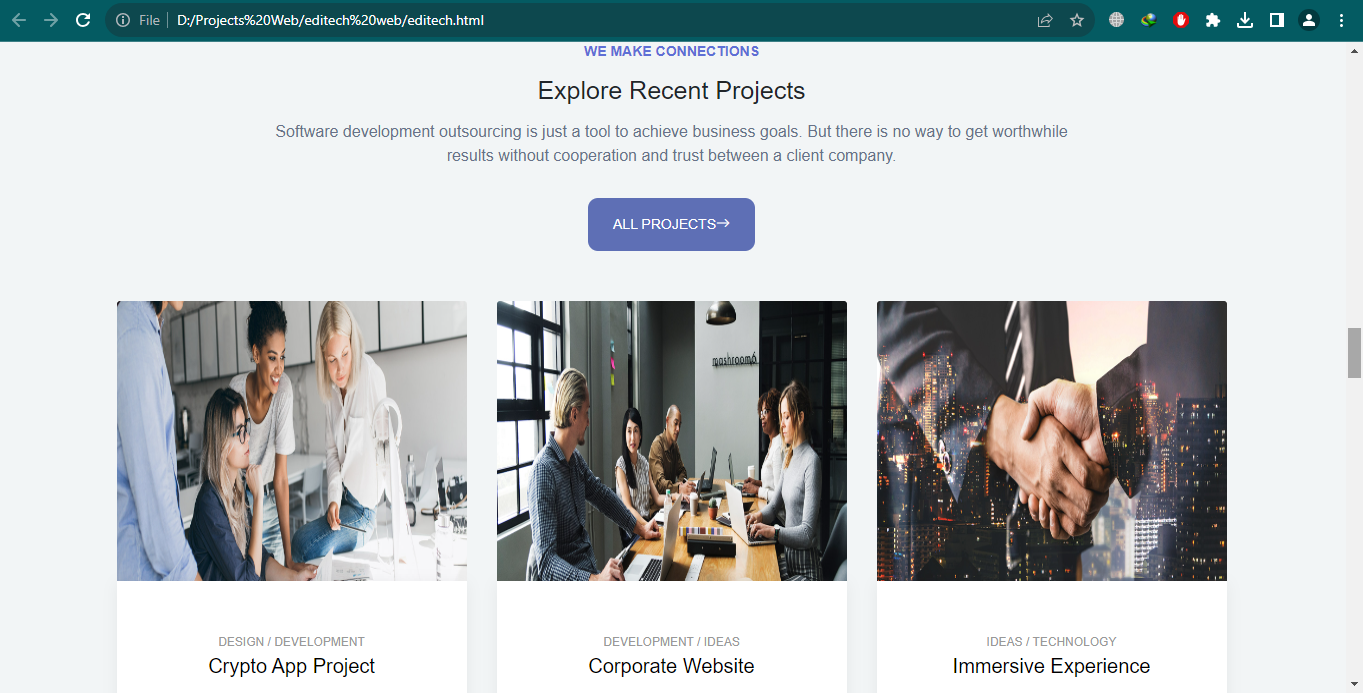 File
D:/Projects%20Web/editech%20web/editech.html
WE MAKE CONNECTIONS
Explore Recent Projects
Software development outsourcing is just a tool to achieve business goals. But there is no way to get worthwhile
results without cooperation and trust between a client company.
ALL PROJECTS→
mashroom6
DESIGN / DEVELOPMENT
Crypto App Project
DEVELOPMENT / IDEAS
Corporate Website
IDEAS / TECHNOLOGY
Immersive Experience